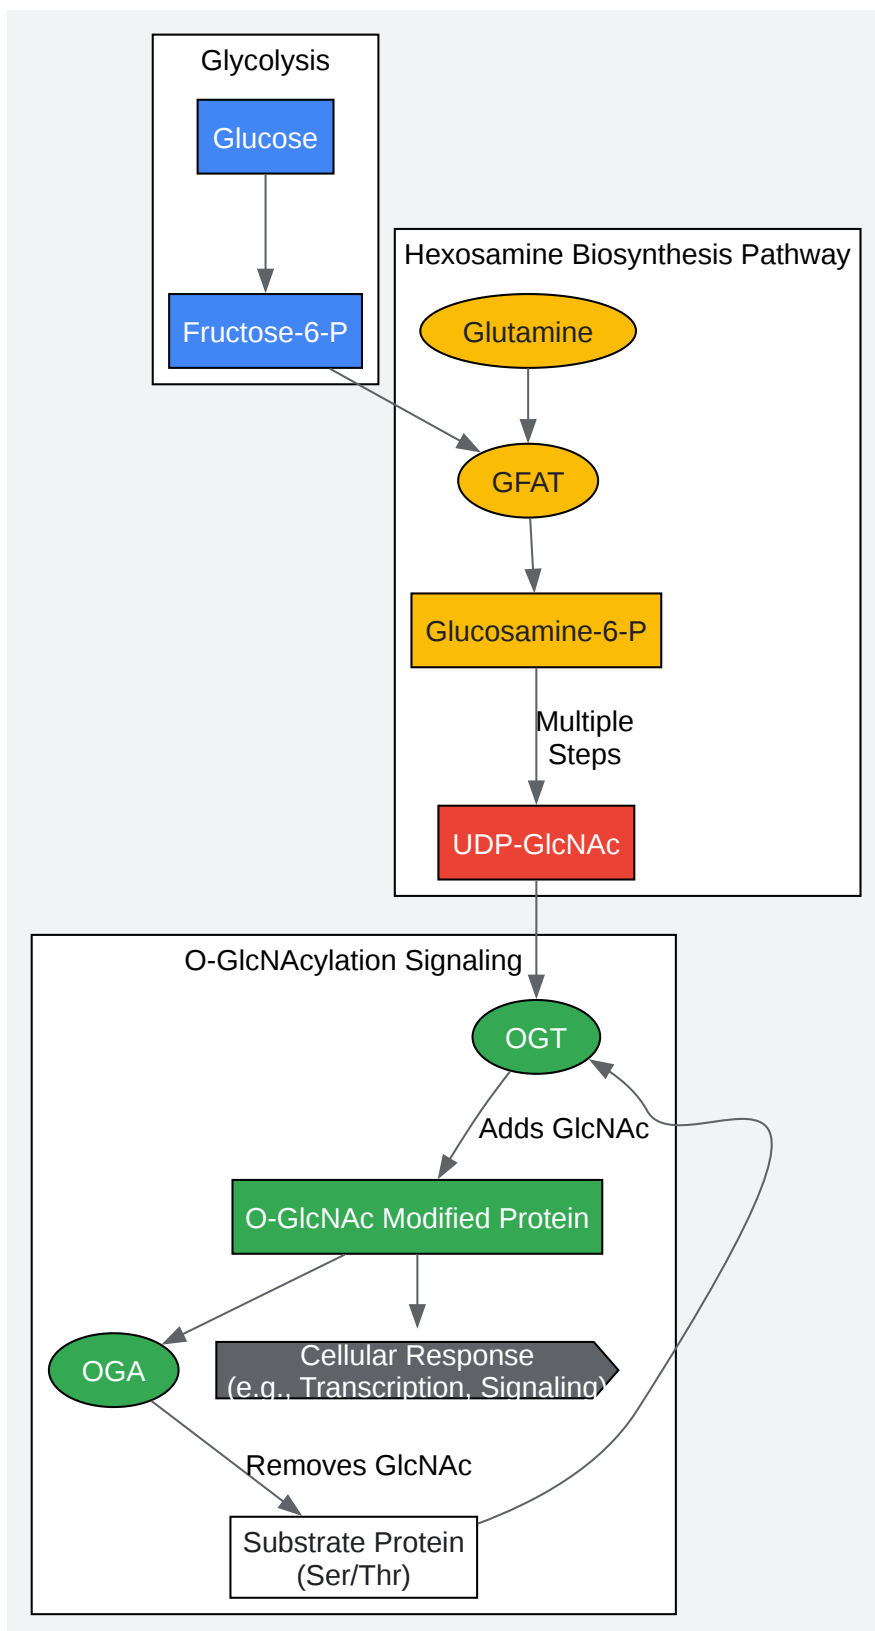 Glycolysis
Glucose
Fructose-6-P
Hexosamine Biosynthesis Pathway
Glutamine
GFAT
Glucosamine-6-P
Multiple
Steps
UDP-GlcNAc
O-GlcNAcylation Signaling
OGT
Adds GlcNAc
O-GlcNAc Modified Protein
OGA
Cellular Response
(e.g., Transcription, Signaling)
Removes GlcNAc
Substrate Protein
(Ser/Thr)